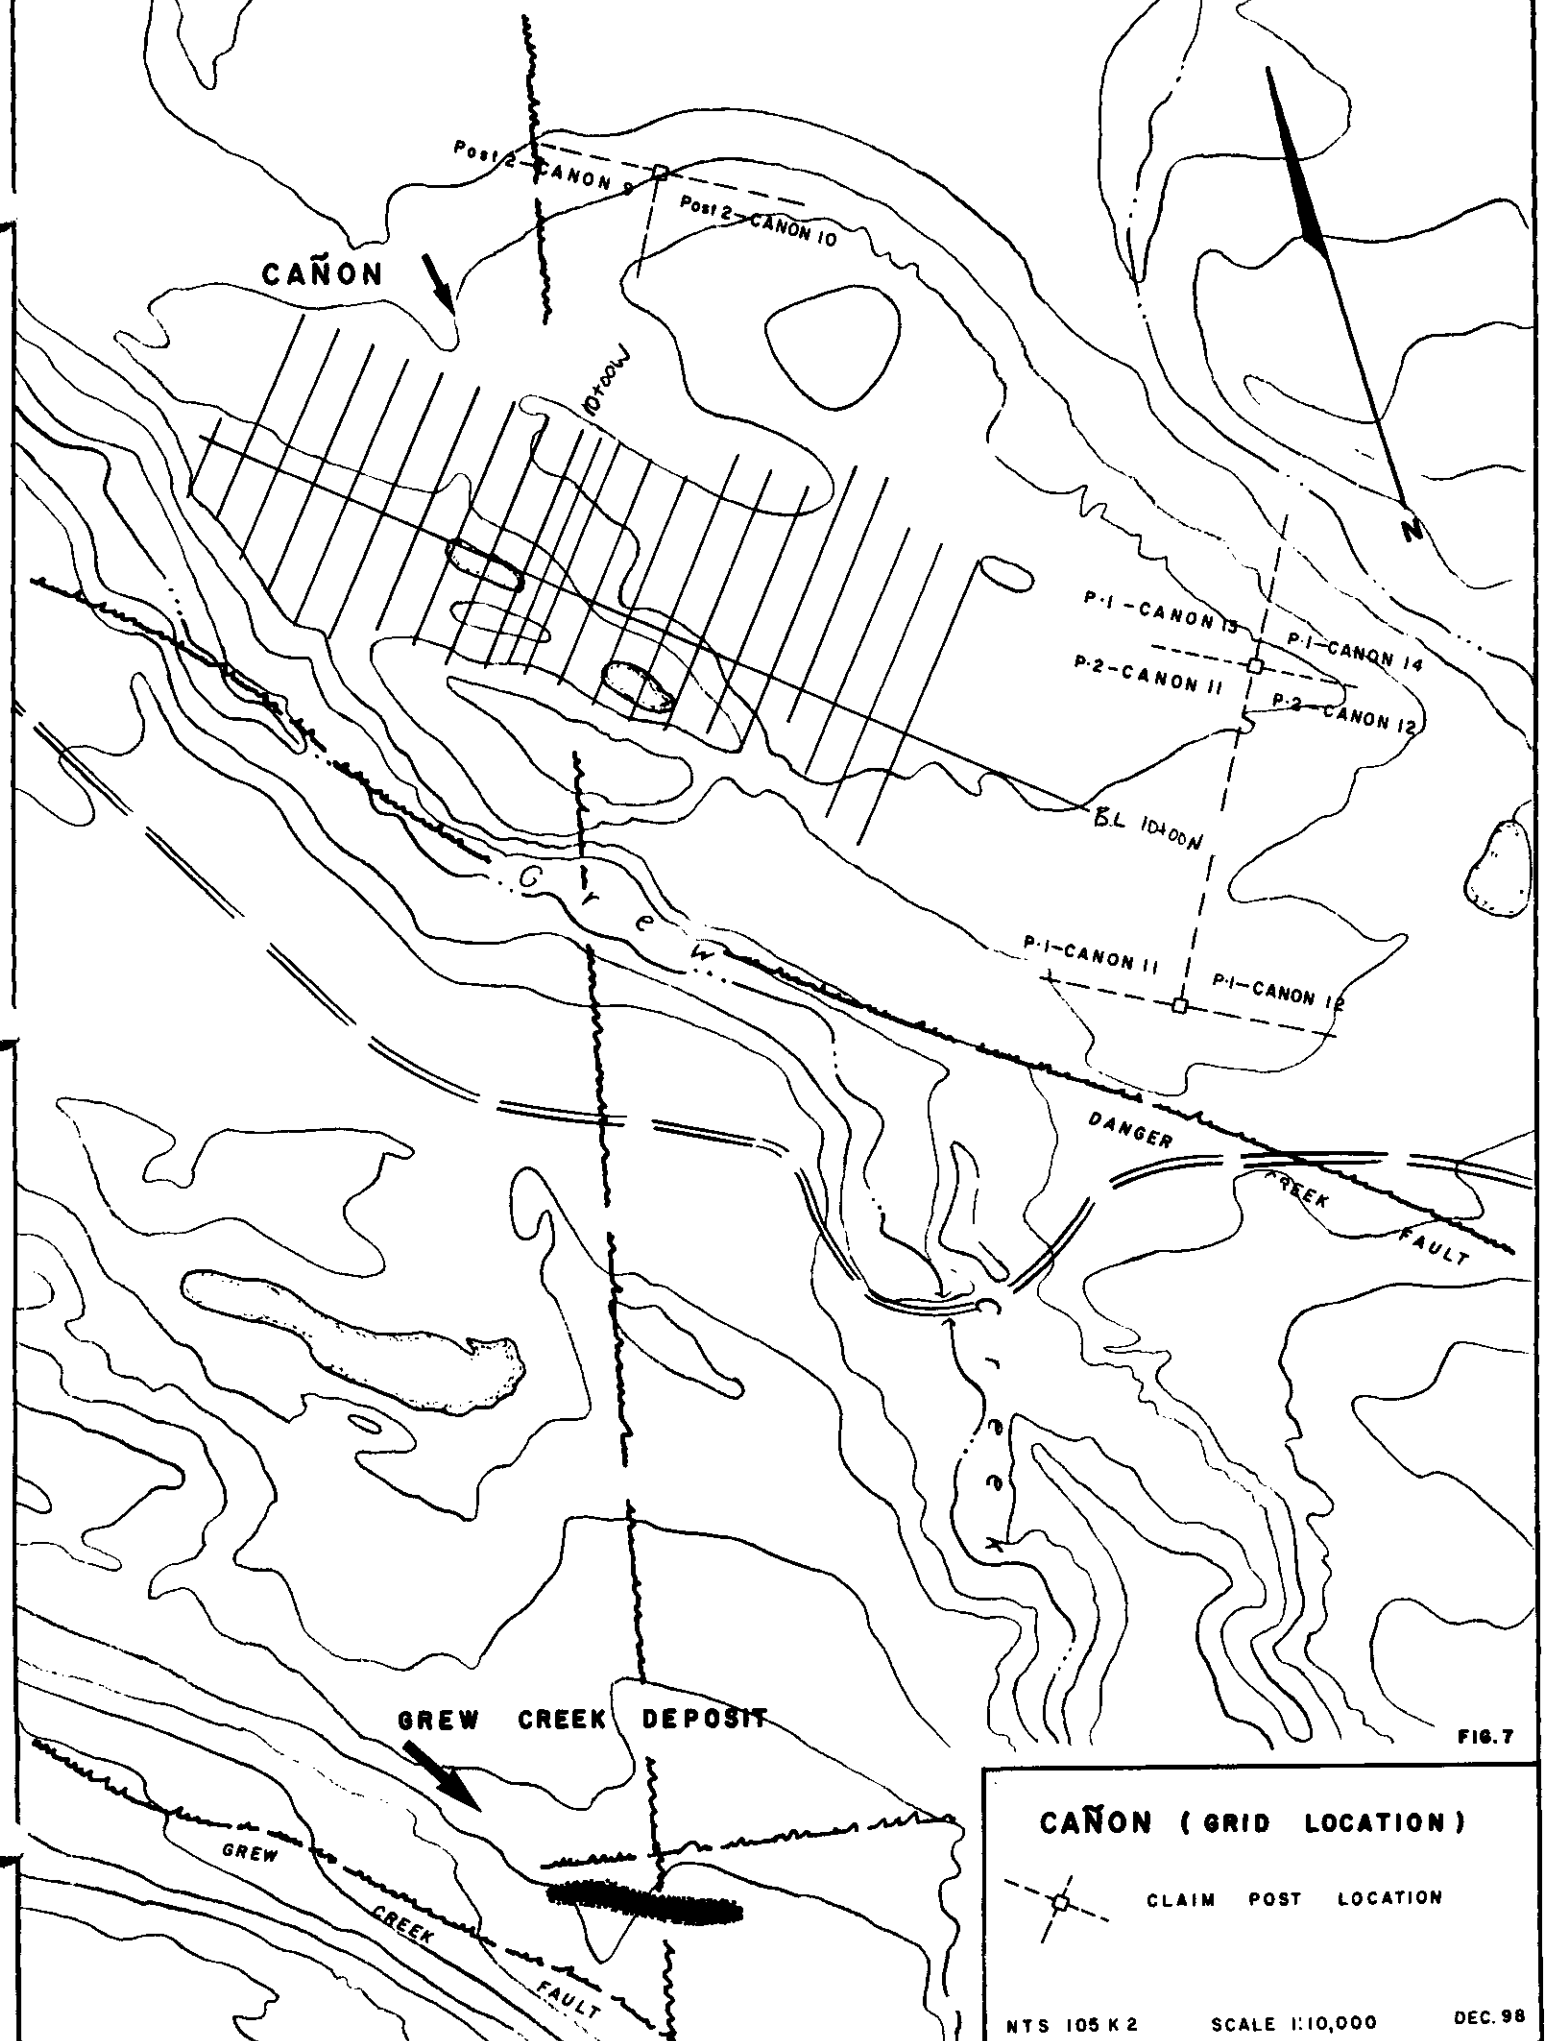 Post 2-CANON 9
Post 2-CANON 10
CAÑON
10+00W
N
P·1-CANON 13
P·1-CANON 14
P·2-CANON 11
P·2-CANON 12
B.L 10+00N
Grew
P·1-CANON 11
P·1-CANON 12
DANGER
CREEK
FAULT
Creek
GREW CREEK DEPOSIT
FIG. 7
GREW
CREEK
FAULT
CAÑON (GRID LOCATION)
CLAIM POST LOCATION
NTS 105 K 2 SCALE 1:10,000 DEC. 98